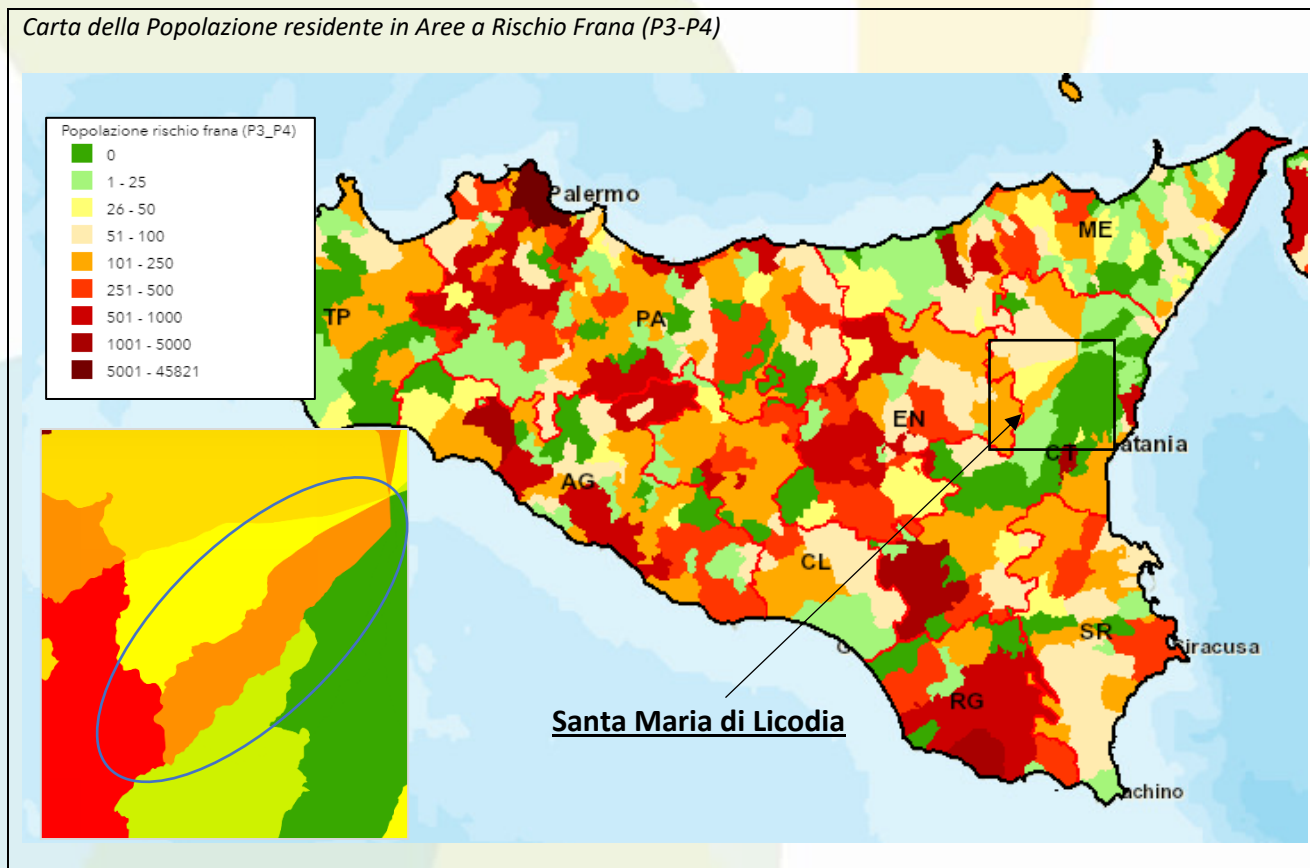 Carta della Popolazione residente in Aree a Rischio Frana (P3-P4)
Popolazione rischio frana (P3_P4)
0
1 - 25
26 - 50
51 - 100
101 - 250
251 - 500
501 - 1000
1001 - 5000
5001 - 45821
Palermo
ME
TP
PA
EN
atania
CT
AG
CL
SR
Siracusa
RG
Santa Maria di Licodia
achino